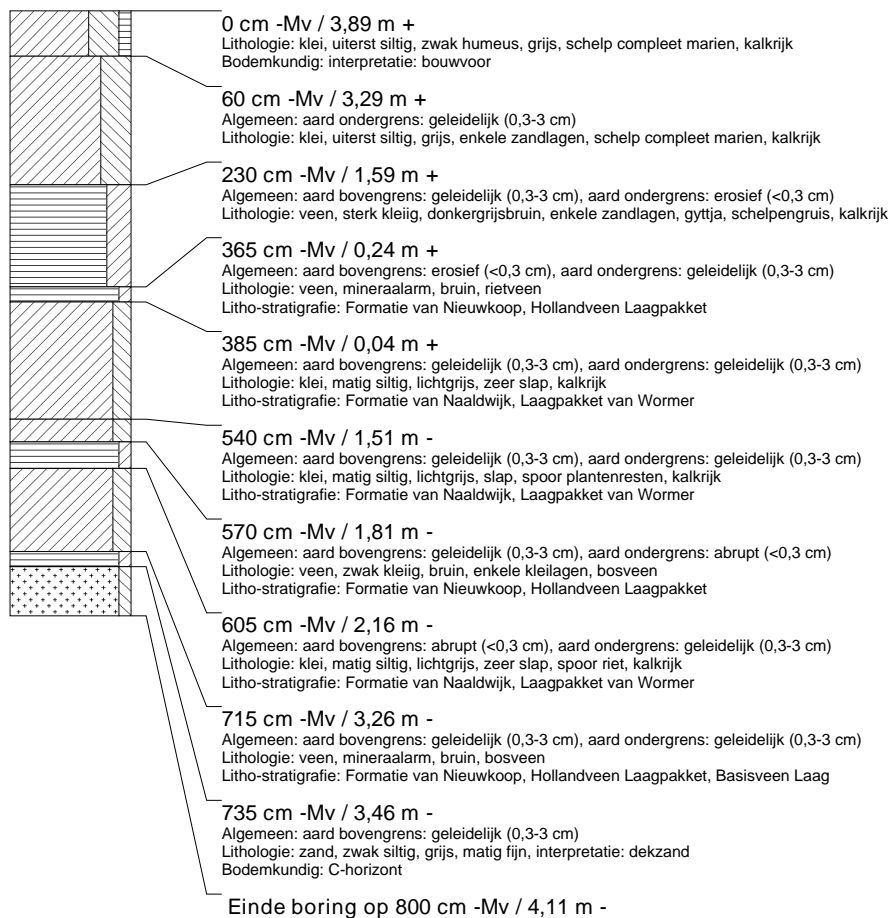 0 cm -Mv / 3,89 m +
Lithologie: klei, uiterst siltig, zwak humeus, grijs, schelp compleet marien, kalkrijk
Bodemkundig: interpretatie: bouwvoor
60 cm -Mv / 3,29 m +
Algemeen: aard ondergrens: geleidelijk (0,3-3 cm)
Lithologie: klei, uiterst siltig, grijs, enkele zandlagen, schelp compleet marien, kalkrijk
230 cm -Mv / 1,59 m +
Algemeen: aard bovengrens: geleidelijk (0,3-3 cm), aard ondergrens: erosief (<0,3 cm)
Lithologie: veen, sterk kleiig, donkergrijsbruin, enkele zandlagen, gyttja, schelpengruis, kalkrijk
365 cm -Mv / 0,24 m +
Algemeen: aard bovengrens: erosief (<0,3 cm), aard ondergrens: geleidelijk (0,3-3 cm)
Lithologie: veen, mineraalarm, bruin, rietveen
Litho-stratigrafie: Formatie van Nieuwkoop, Hollandveen Laagpakket
385 cm -Mv / 0,04 m +
Algemeen: aard bovengrens: geleidelijk (0,3-3 cm), aard ondergrens: geleidelijk (0,3-3 cm)
Lithologie: klei, matig siltig, lichtgrijs, zeer slap, kalkrijk
Litho-stratigrafie: Formatie van Naaldwijk, Laagpakket van Wormer
540 cm -Mv / 1,51 m -
Algemeen: aard bovengrens: geleidelijk (0,3-3 cm), aard ondergrens: geleidelijk (0,3-3 cm)
Lithologie: klei, matig siltig, lichtgrijs, slap, spoor plantenresten, kalkrijk
Litho-stratigrafie: Formatie van Naaldwijk, Laagpakket van Wormer
570 cm -Mv / 1,81 m -
Algemeen: aard bovengrens: geleidelijk (0,3-3 cm), aard ondergrens: abrupt (<0,3 cm)
Lithologie: veen, zwak kleiig, bruin, enkele kleilagen, bosveen
Litho-stratigrafie: Formatie van Nieuwkoop, Hollandveen Laagpakket
605 cm -Mv / 2,16 m -
Algemeen: aard bovengrens: abrupt (<0,3 cm), aard ondergrens: geleidelijk (0,3-3 cm)
Lithologie: klei, matig siltig, lichtgrijs, zeer slap, spoor riet, kalkrijk
Litho-stratigrafie: Formatie van Naaldwijk, Laagpakket van Wormer
715 cm -Mv / 3,26 m -
Algemeen: aard bovengrens: geleidelijk (0,3-3 cm), aard ondergrens: geleidelijk (0,3-3 cm)
Lithologie: veen, mineraalarm, bruin, bosveen
Litho-stratigrafie: Formatie van Nieuwkoop, Hollandveen Laagpakket, Basisveen Laag
735 cm -Mv / 3,46 m -
Algemeen: aard bovengrens: geleidelijk (0,3-3 cm)
Lithologie: zand, zwak siltig, grijs, matig fijn, interpretatie: dekzand
Bodemkundig: C-horizont
Einde boring op 800 cm -Mv / 4,11 m -